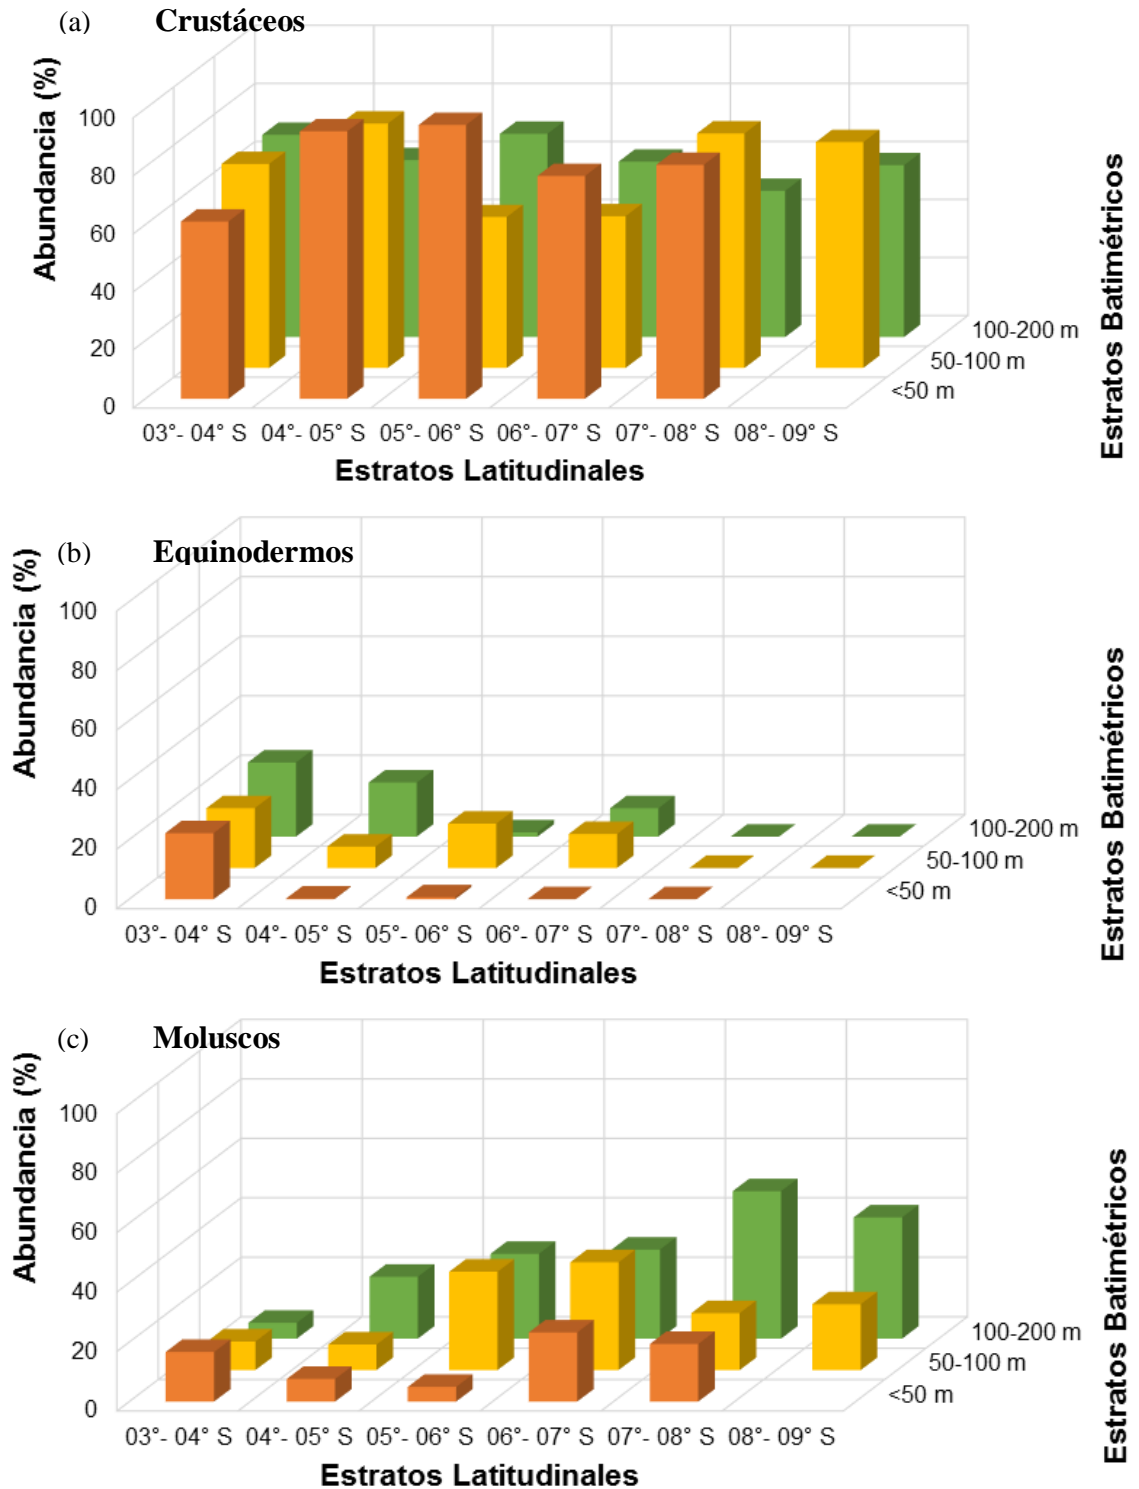 (a) Crustáceos
Abundancia (%)
100
80
60
40
20
0
03°- 04° S 04°- 05° S 05°- 06° S 06°- 07° S 07°- 08° S 08°- 09° S
Estratos Latitudinales
100-200 m
50-100 m
<50 m
Estratos Batimétricos
(b) Equinodermos
Abundancia (%)
100
80
60
40
20
0
03°- 04° S 04°- 05° S 05°- 06° S 06°- 07° S 07°- 08° S 08°- 09° S
Estratos Latitudinales
100-200 m
50-100 m
<50 m
Estratos Batimétricos
(c) Moluscos
Abundancia (%)
100
80
60
40
20
0
03°- 04° S 04°- 05° S 05°- 06° S 06°- 07° S 07°- 08° S 08°- 09° S
Estratos Latitudinales
100-200 m
50-100 m
<50 m
Estratos Batimétricos